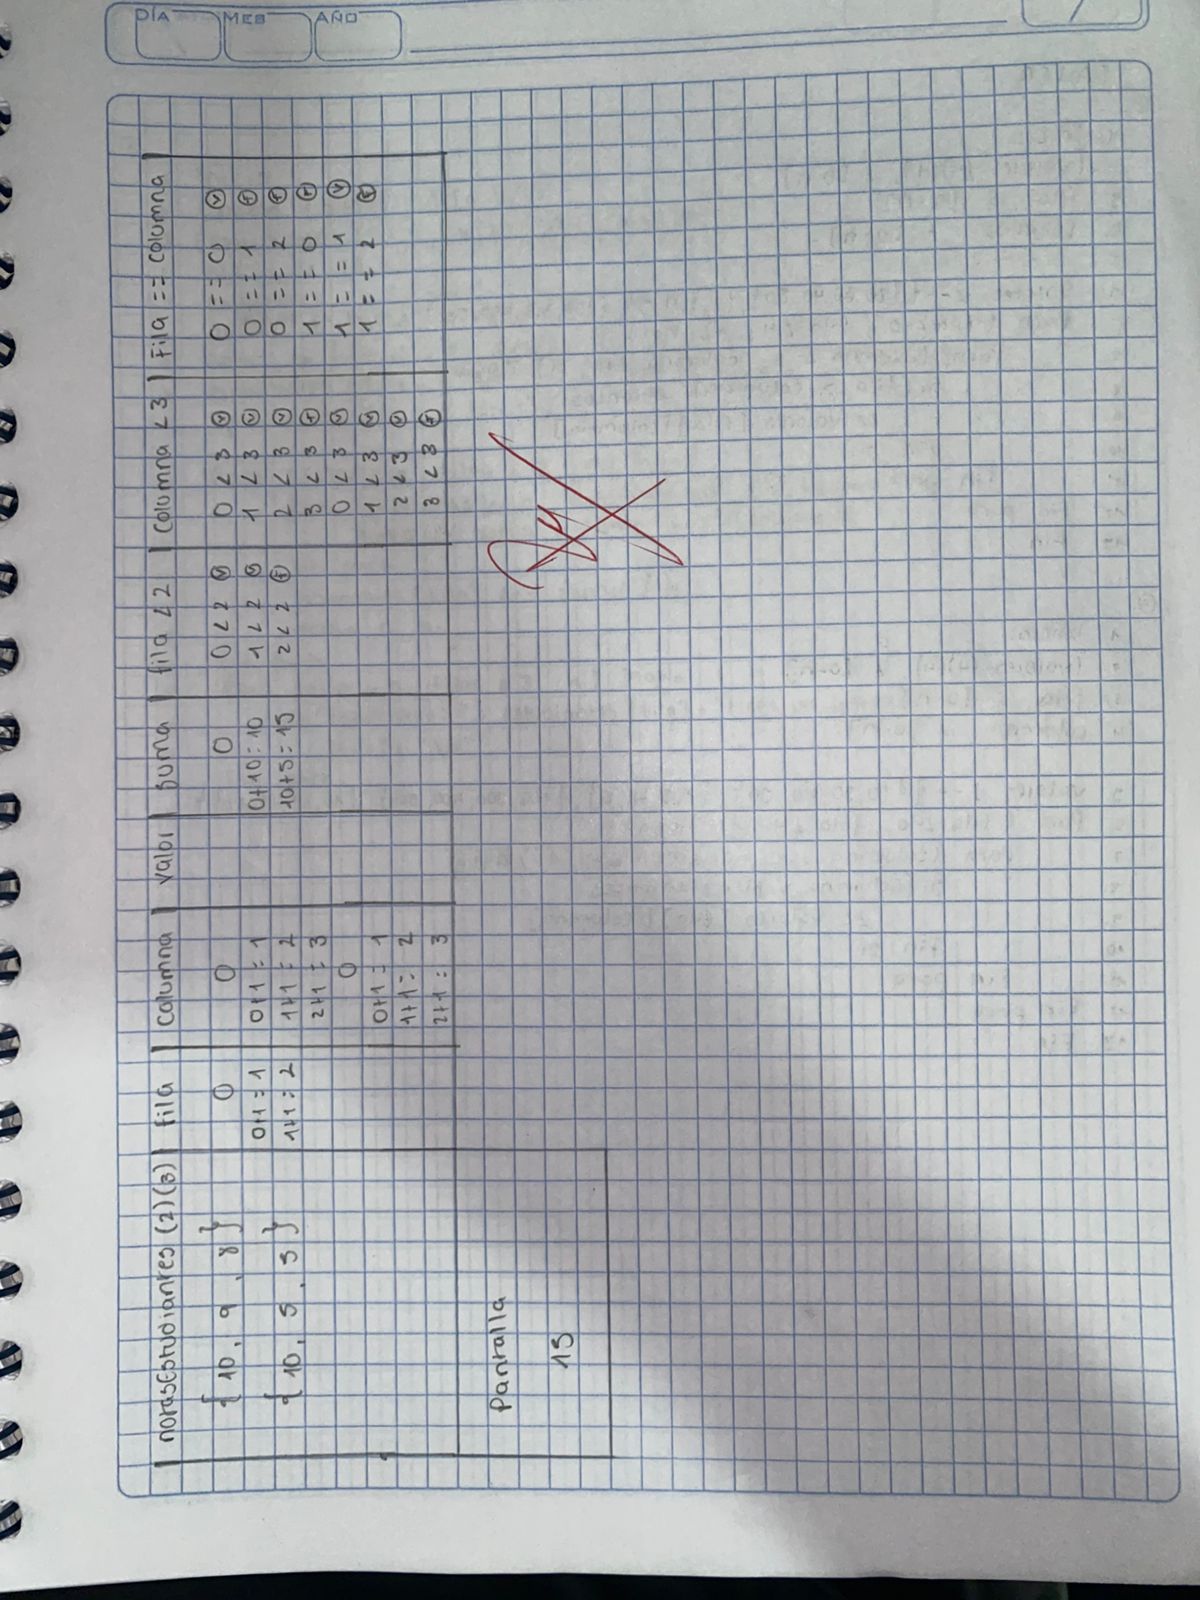 DÍA MES AÑO
notasEstudiantes (2)(3) | fila | Columna | Valor | Suma | fila < 2 | Columna < 3 | Fila == Columna
{ 10, 9, 8 } 0 0 0 0 < 2 V 0 < 3 V 0 == 0 V
0+1 = 1 0+1 = 1 0+10 = 10 1 < 2 V 1 < 3 V 0 == 1 F
{ 10, 5, 5 } 1+1 = 2 1+1 = 2 10+5 = 15 2 < 2 F 2 < 3 V 0 == 2 F
2+1 = 3 3 < 3 F 1 == 0 F
0 0 < 3 V 1 == 1 V
0+1 = 1 1 < 3 V 1 == 2 F
1+1 = 2 2 < 3 V
2+1 = 3 3 < 3 F
Pantalla
15